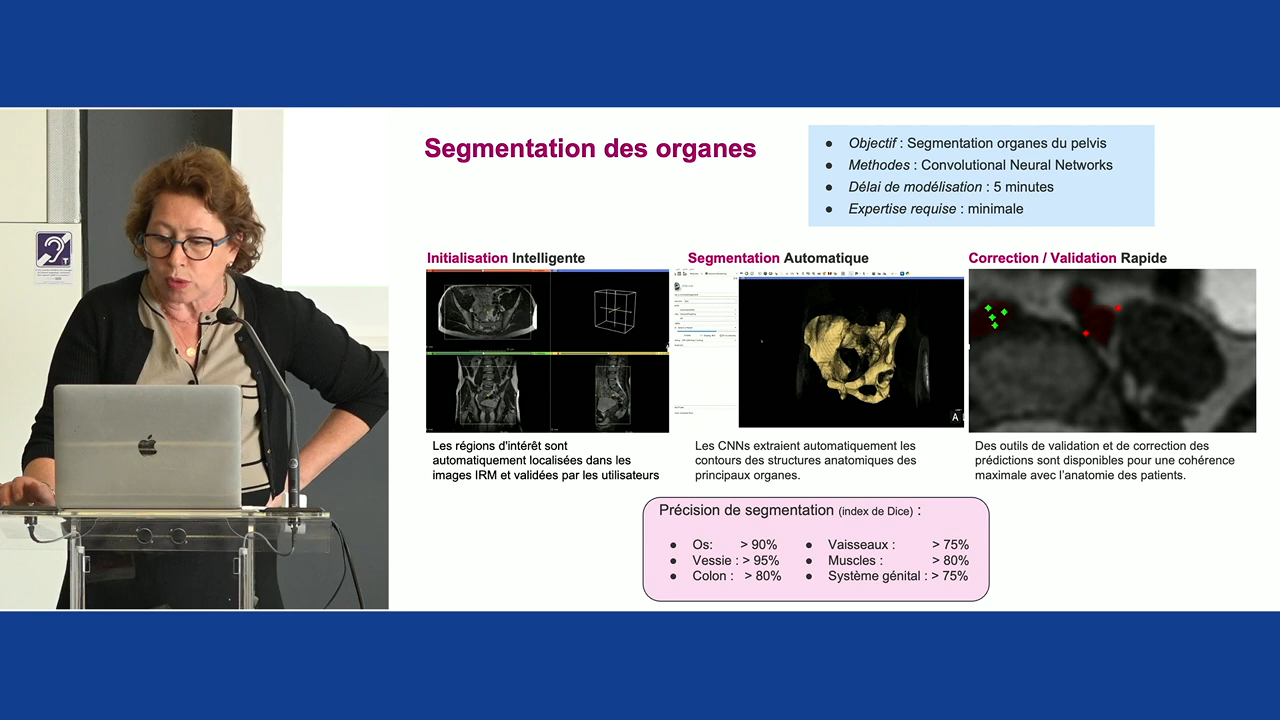 Segmentation des organes
● Objectif : Segmentation organes du pelvis
● Methodes : Convolutional Neural Networks
● Délai de modélisation : 5 minutes
● Expertise requise : minimale
Initialisation Intelligente
Les régions d'intérêt sont
automatiquement localisées dans les
images IRM et validées par les utilisateurs
Segmentation Automatique
A
Les CNNs extraient automatiquement les
contours des structures anatomiques des
principaux organes.
Correction / Validation Rapide
Des outils de validation et de correction des
prédictions sont disponibles pour une cohérence
maximale avec l'anatomie des patients.
Précision de segmentation (index de Dice) :
● Os: > 90%
● Vessie : > 95%
● Colon : > 80%
● Vaisseaux : > 75%
● Muscles : > 80%
● Système génital : > 75%